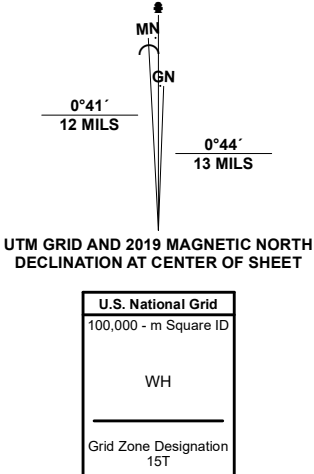 MN
GN
0°41´
12 MILS
0°44´
13 MILS
UTM GRID AND 2019 MAGNETIC NORTH
DECLINATION AT CENTER OF SHEET
U.S. National Grid
100,000 - m Square ID
WH
Grid Zone Designation
15T